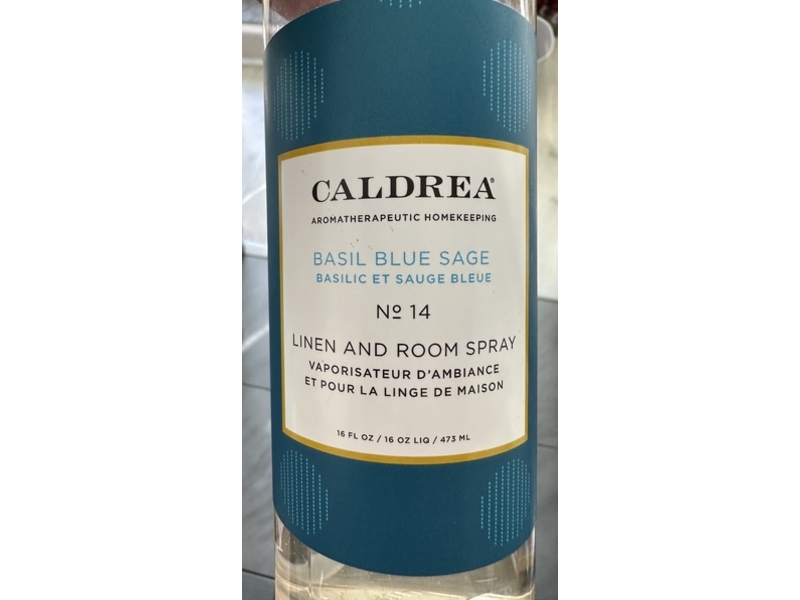 CALDREA®
AROMATHERAPEUTIC HOMEKEEPING
BASIL BLUE SAGE
BASILIC ET SAUGE BLEUE
Nº 14
LINEN AND ROOM SPRAY
VAPORISATEUR D'AMBIANCE
ET POUR LA LINGE DE MAISON
16 FL OZ / 16 OZ LIQ / 473 ML